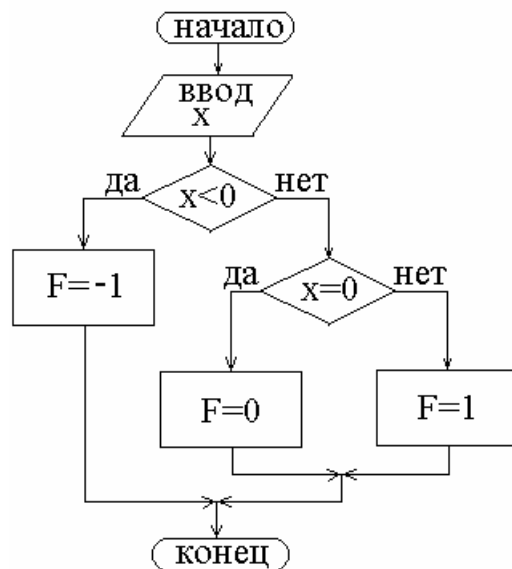 начало
ввод
x
да
x<0
нет
F=-1
да
x=0
нет
F=0
F=1
конец